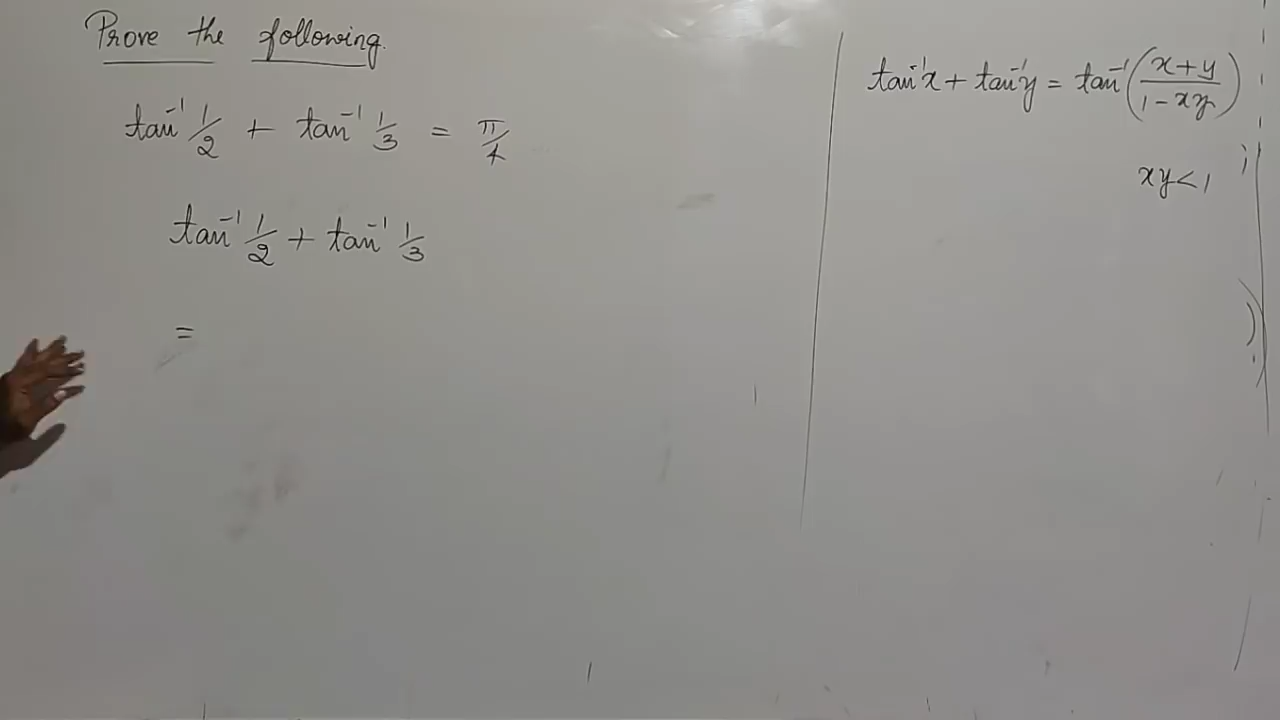 Prove the following.
tan⁻¹ 1/2 + tan⁻¹ 1/3 = π/4
tan⁻¹ 1/2 + tan⁻¹ 1/3
=
tan⁻¹x + tan⁻¹y = tan⁻¹((x+y)/(1-xy))
;
xy<1